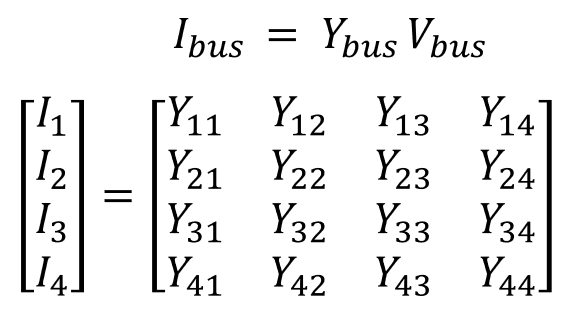 I_bus = Y_bus V_bus
[I_1] = [Y_11 Y_12 Y_13 Y_14]
[I_2] [Y_21 Y_22 Y_23 Y_24]
[I_3] [Y_31 Y_32 Y_33 Y_34]
[I_4] [Y_41 Y_42 Y_43 Y_44]